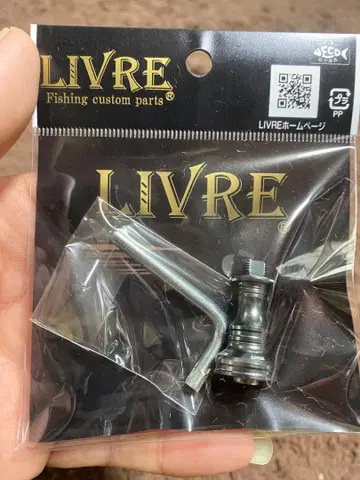 LIVRE
Fishing custom parts®
ECO
LIVREホームページ
プラ
PP
LIVRE®